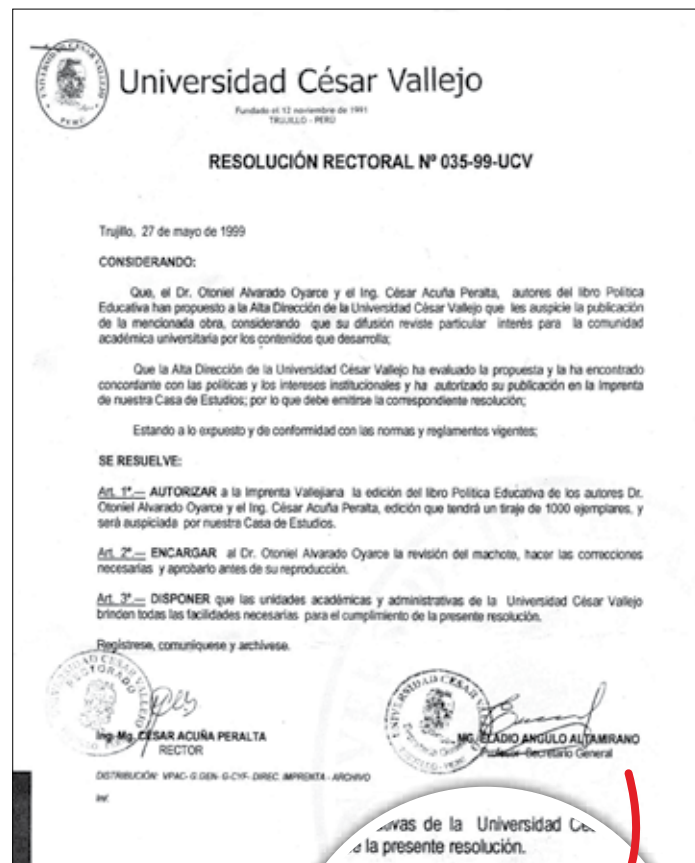 Universidad César Vallejo
Fundado el 12 noviembre de 1991
TRUJILLO - PERÚ
RESOLUCIÓN RECTORAL Nº 035-99-UCV
Trujillo, 27 de mayo de 1999
CONSIDERANDO:
Que, el Dr. Otoniel Alvarado Oyarce y el Ing. César Acuña Peralta, autores del libro Política
Educativa han propuesto a la Alta Dirección de la Universidad César Vallejo que les auspicie la publicación
de la mencionada obra, considerando que su difusión reviste particular interés para la comunidad
académica universitaria por los contenidos que desarrolla;
Que la Alta Dirección de la Universidad César Vallejo ha evaluado la propuesta y la ha encontrado
concordante con las políticas y los intereses institucionales y ha autorizado su publicación en la Imprenta
de nuestra Casa de Estudios; por lo que debe emitirse la correspondiente resolución;
Estando a lo expuesto y de conformidad con las normas y reglamentos vigentes;
SE RESUELVE:
Art. 1º.— AUTORIZAR a la Imprenta Vallejiana la edición del libro Política Educativa de los autores Dr.
Otoniel Alvarado Oyarce y el Ing. César Acuña Peralta, edición que tendrá un tiraje de 1000 ejemplares, y
será auspiciada por nuestra Casa de Estudios.
Art. 2º.— ENCARGAR al Dr. Otoniel Alvarado Oyarce la revisión del machote, hacer las correcciones
necesarias y aprobarlo antes de su reproducción.
Art. 3º.— DISPONER que las unidades académicas y administrativas de la Universidad César Vallejo
brinden todas las facilidades necesarias para el cumplimiento de la presente resolución.
Regístrese, comuníquese y archívese.
Ing. Mg. CÉSAR ACUÑA PERALTA
RECTOR
MG. ELADIO ANGULO ALTAMIRANO
Profesor Secretario General
DISTRIBUCIÓN: VPAC- G.GEN- G-CYF- DIREC. IMPRENTA - ARCHIVO
de la Universidad
la presente resolución.